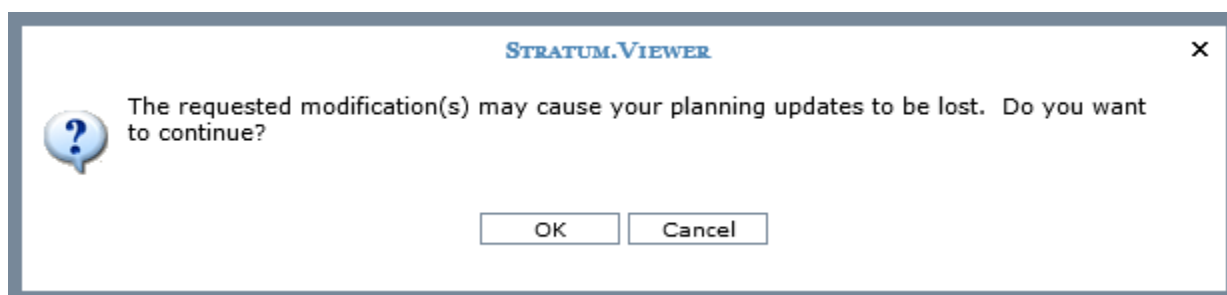 STRATUM.VIEWER
The requested modification(s) may cause your planning updates to be lost.  Do you want
to continue?
OK
Cancel